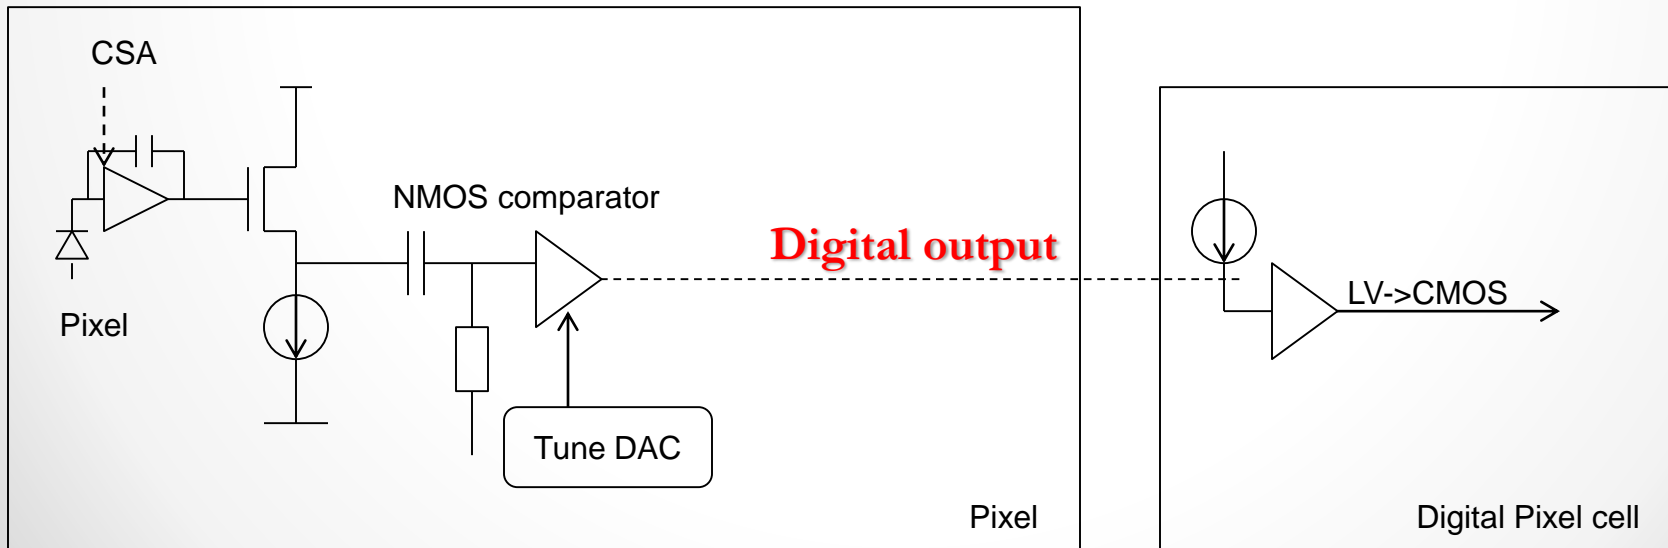 CSA
NMOS comparator
Digital output
LV->CMOS
Pixel
Tune DAC
Pixel
Digital Pixel cell